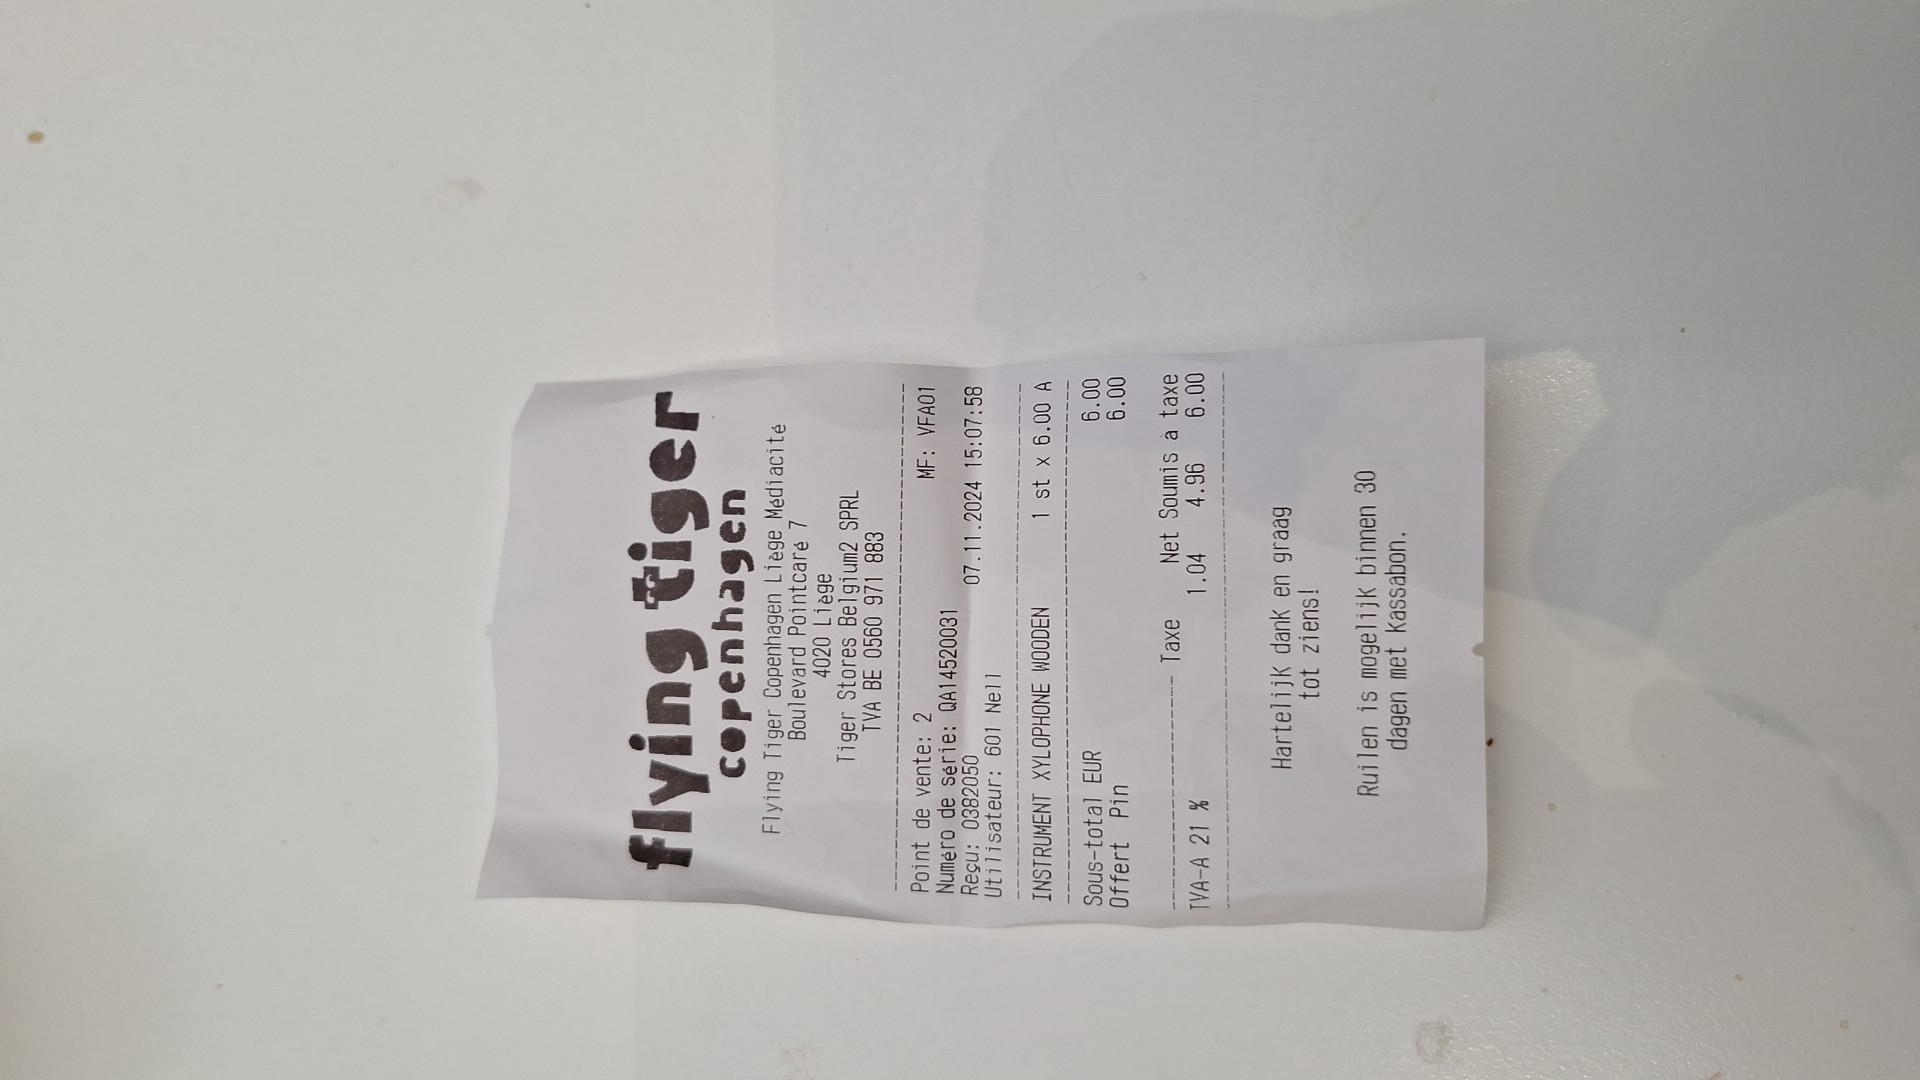 flying tiger
copenhagen
Flying Tiger Copenhagen Liège Médiacité
Boulevard Pointcaré 7
4020 Liège
Tiger Stores Belgium2 SPRL
TVA BE 0560 971 883
Point de vente: 2 MF: VFA01
Numéro de série: QA14520031
Reçu: 0382050 07.11.2024 15:07:58
Utilisateur: 601 Nell
INSTRUMENT XYLOPHONE WOODEN 1 st x 6.00 A
Sous-total EUR 6.00
Offert Pin 6.00
Taxe Net Soumis à taxe
TVA-A 21 % 1.04 4.96 6.00
Hartelijk dank en graag
tot ziens!
Ruilen is mogelijk binnen 30
dagen met Kassabon.